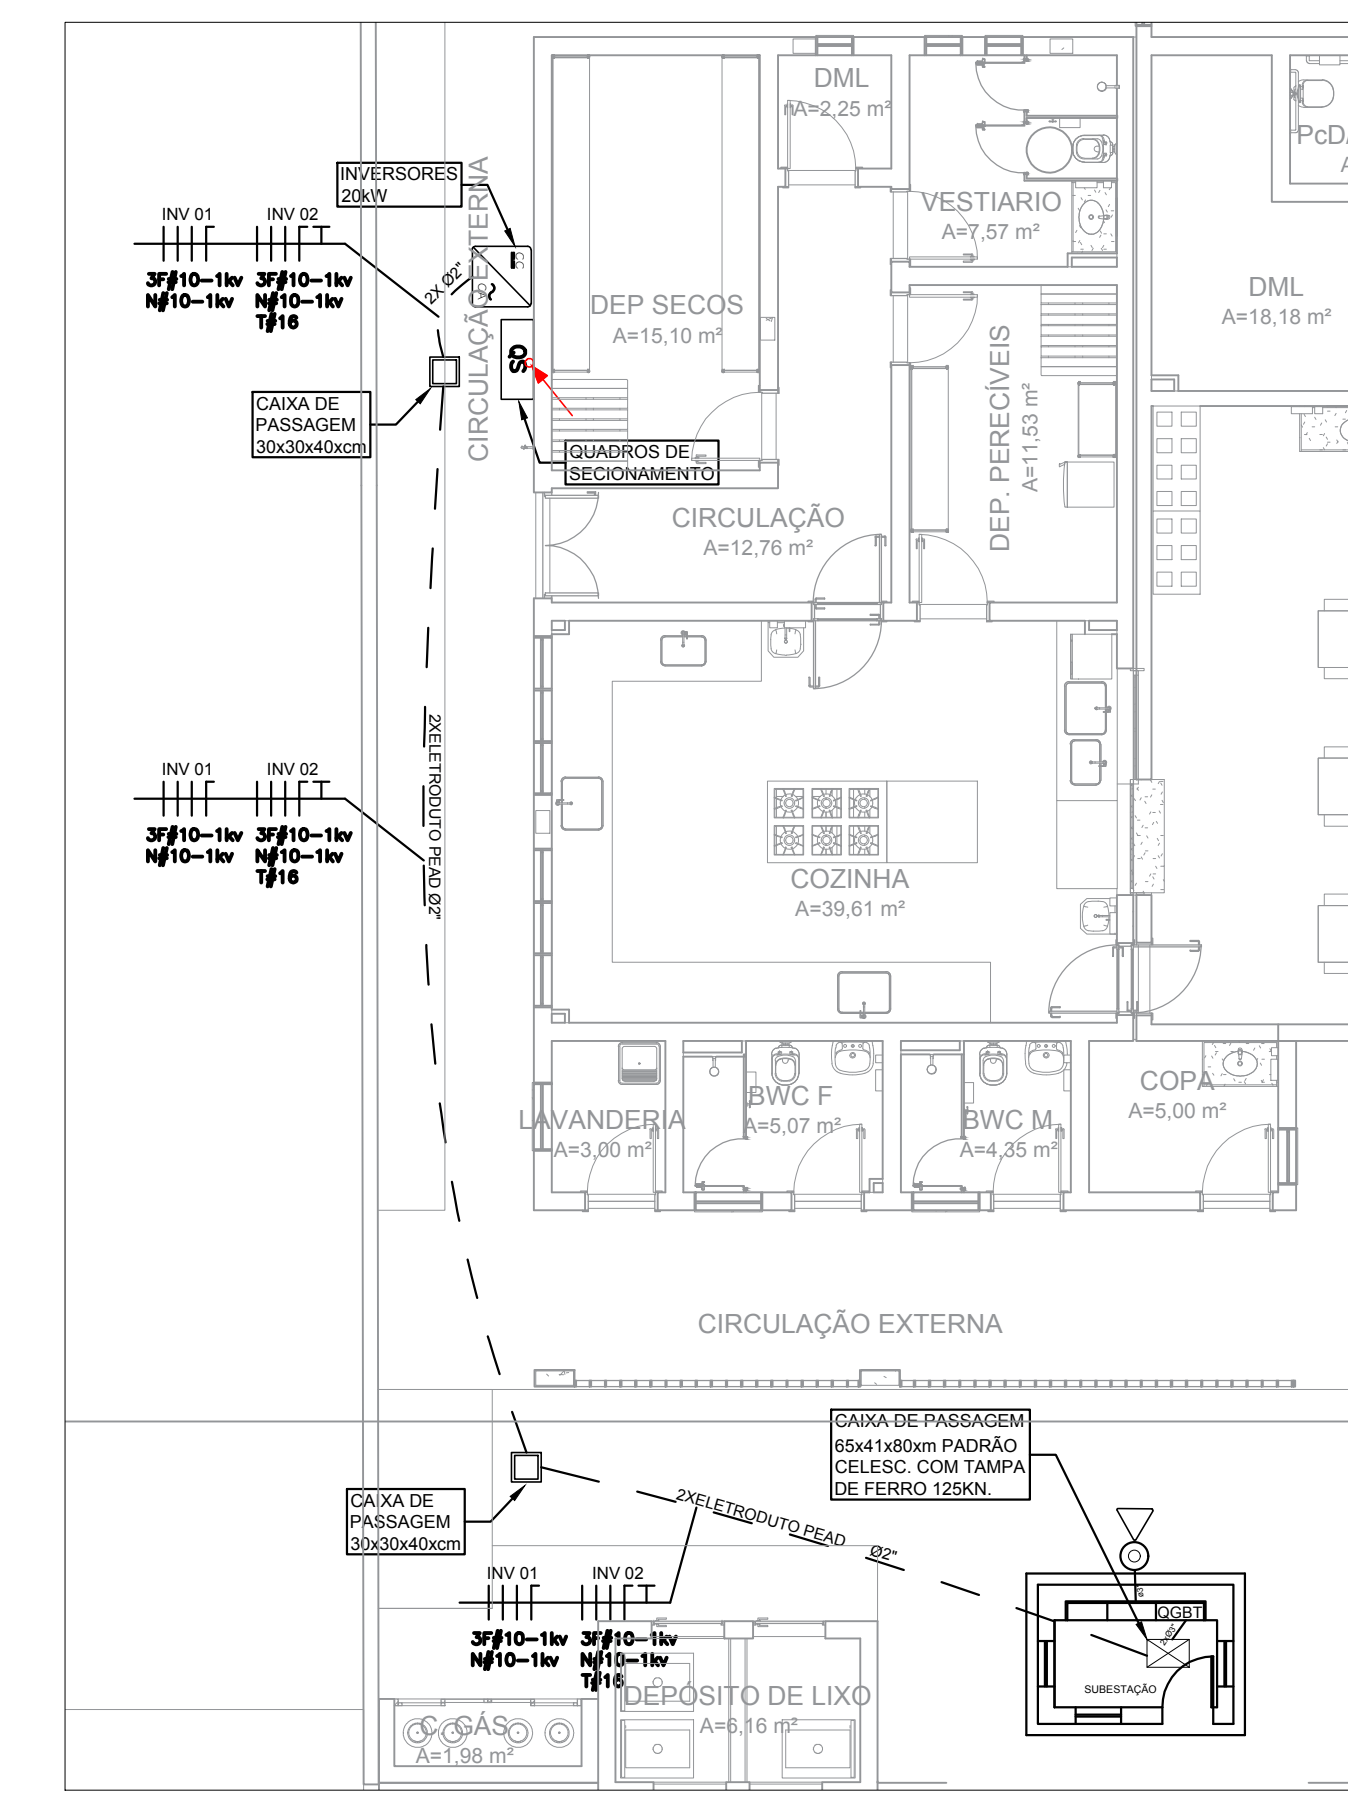 DML
A=2,25 m²
VESTIARIO
A=7,57 m²
PcD
INVERSORES
20kW
CIRCULAÇÃO EXTERNA
2X Ø2"
CC
CA
INV 01
INV 02
3F#10-1kv
N#10-1kv
3F#10-1kv
N#10-1kv
T#16
DEP SECOS
A=15,10 m²
DML
A=18,18 m²
QS
CAIXA DE
PASSAGEM
30x30x40xcm
QUADROS DE
SECIONAMENTO
DEP. PERECÍVEIS
A=11,53 m²
CIRCULAÇÃO
A=12,76 m²
2XELETRODUTO PEAD Ø2"
INV 01
INV 02
3F#10-1kv
N#10-1kv
3F#10-1kv
N#10-1kv
T#16
COZINHA
A=39,61 m²
LAVANDERIA
A=3,00 m²
BWC F
A=5,07 m²
BWC M
A=4,35 m²
COPA
A=5,00 m²
CIRCULAÇÃO EXTERNA
CAIXA DE PASSAGEM
65x41x80xm PADRÃO
CELESC. COM TAMPA
DE FERRO 125KN.
CAIXA DE
PASSAGEM
30x30x40xcm
2XELETRODUTO PEAD Ø2"
INV 01
INV 02
3F#10-1kv
N#10-1kv
3F#10-1kv
N#10-1kv
T#16
Ø3"
QGBT
2xØ3"
SUBESTAÇÃO
DEPÓSITO DE LIXO
A=6,16 m²
C. GÁS
A=1,98 m²